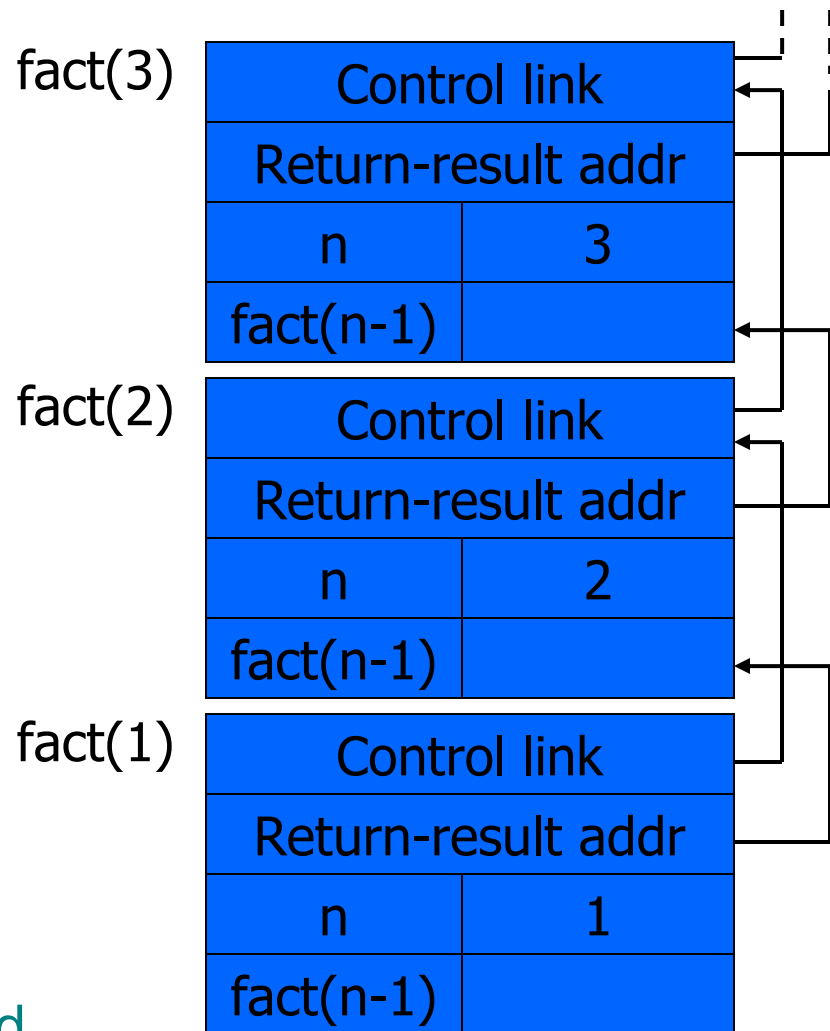 fact(3)
Control link
Return-result addr
n 3
fact(n-1)
fact(2)
Control link
Return-result addr
n 2
fact(n-1)
fact(1)
Control link
Return-result addr
n 1
fact(n-1)